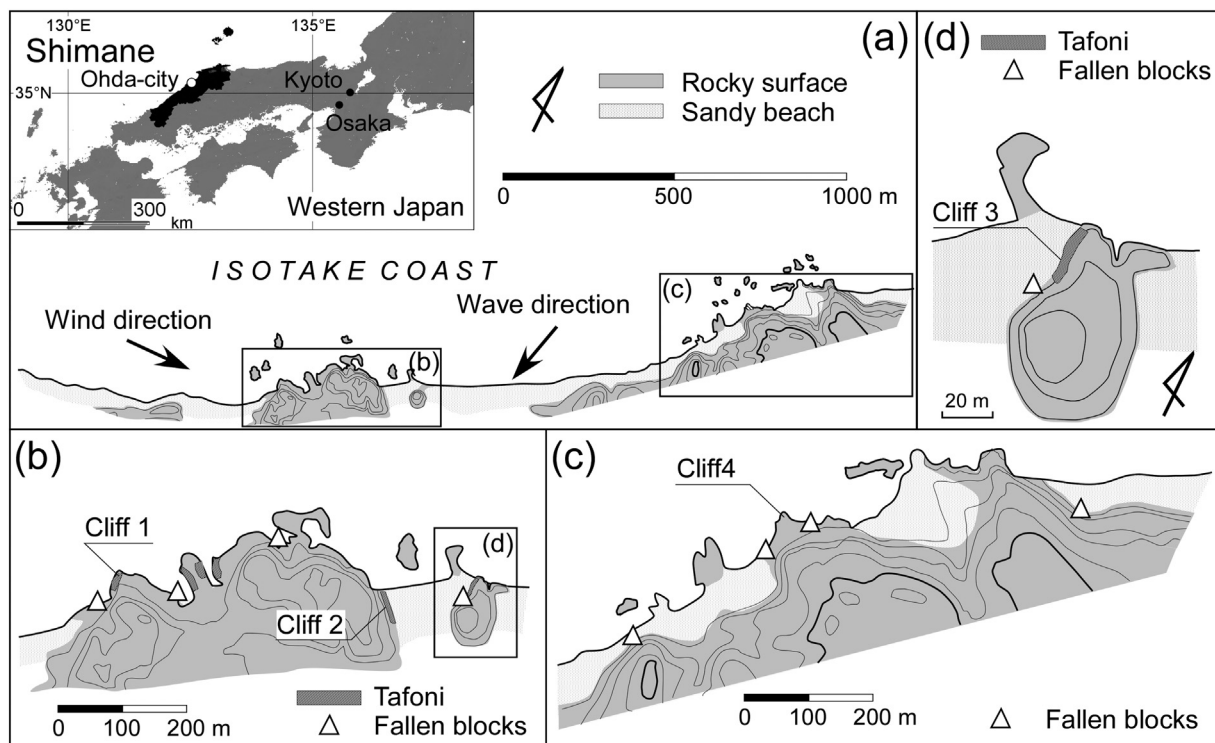 130°E
135°E
(a)
Shimane
Ohda-city
Kyoto
35°N
Osaka
Western Japan
0
300
km
Rocky surface
Sandy beach
0
500
1000 m
ISOTAKE COAST
Wind direction
Wave direction
(b)
(c)
(d)
Tafoni
Fallen blocks
Cliff 3
20 m
(b)
Cliff 1
(d)
Cliff 2
Tafoni
Fallen blocks
0
100
200 m
(c)
Cliff4
0
100
200 m
Fallen blocks